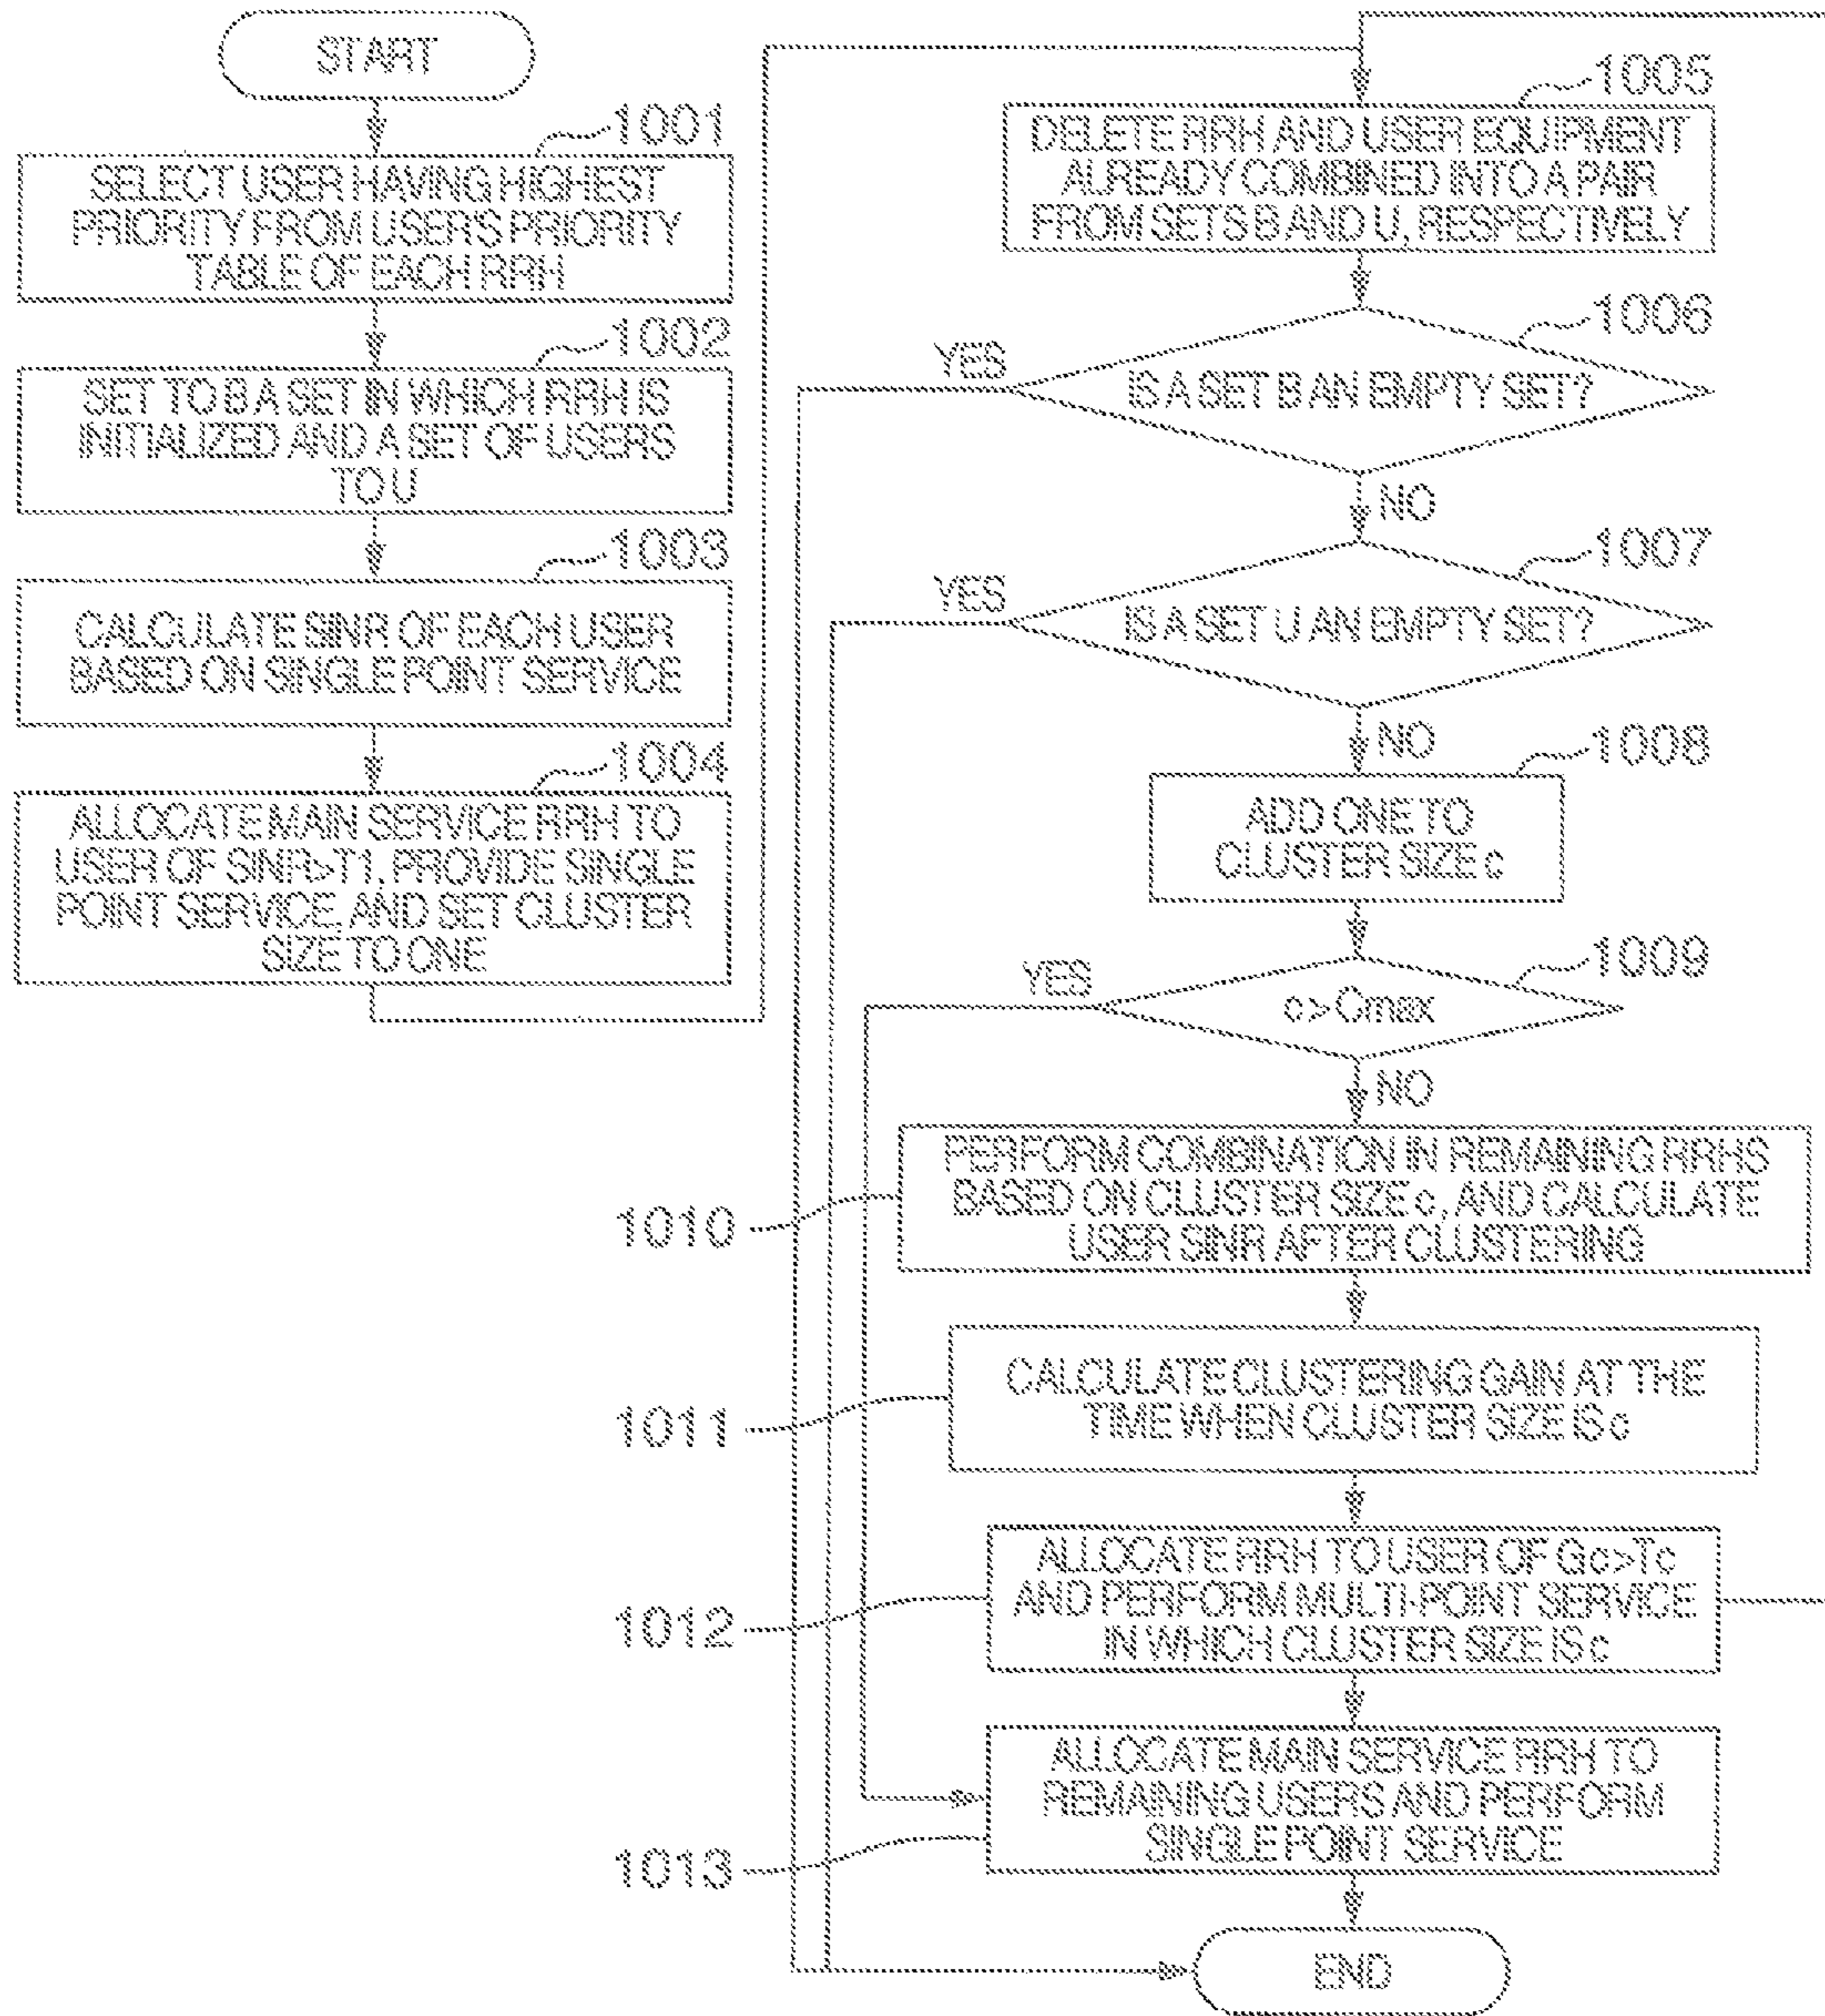 START
1001
SELECT USER HAVING HIGHEST
PRIORITY FROM USER'S PRIORITY
TABLE OF EACH RRH
1002
SET TO B A SET IN WHICH RRH IS
INITIALIZED AND A SET OF USERS
TO U
1003
CALCULATE SINR OF EACH USER
BASED ON SINGLE POINT SERVICE
1004
ALLOCATE MAIN SERVICE RRH TO
USER OF SINR>T1, PROVIDE SINGLE
POINT SERVICE, AND SET CLUSTER
SIZE TO ONE
1005
DELETE RRH AND USER EQUIPMENT
ALREADY COMBINED INTO A PAIR
FROM SETS B AND U, RESPECTIVELY
1006
YES
IS A SET B AN EMPTY SET?
NO
1007
YES
IS A SET U AN EMPTY SET?
NO
1008
ADD ONE TO
CLUSTER SIZE c
1009
YES
c>Cmax
NO
PERFORM COMBINATION IN REMAINING RRHS
BASED ON CLUSTER SIZE c, AND CALCULATE
USER SINR AFTER CLUSTERING
1010
CALCULATE CLUSTERING GAIN AT THE
TIME WHEN CLUSTER SIZE IS c
1011
ALLOCATE RRH TO USER OF Gc>Tc
AND PERFORM MULTI-POINT SERVICE
IN WHICH CLUSTER SIZE IS c
1012
ALLOCATE MAIN SERVICE RRH TO
REMAINING USERS AND PERFORM
SINGLE POINT SERVICE
1013
END